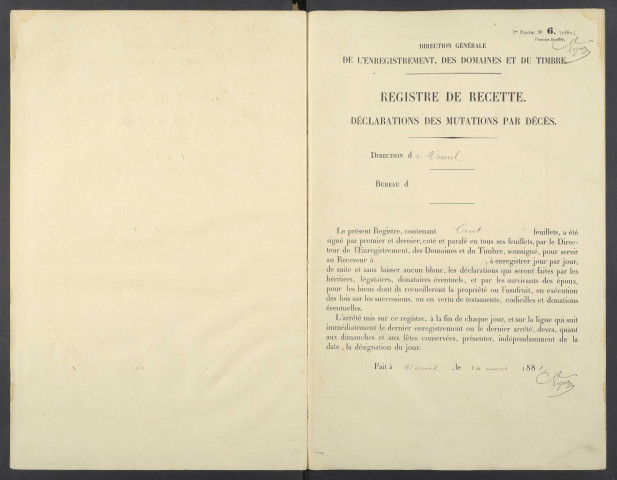 DIRECTION GÉNÉRALE
DE L'ENREGISTREMENT, DES DOMAINES ET DU TIMBRE.
REGISTRE DE RECETTE.
DÉCLARATIONS DES MUTATIONS PAR DÉCÈS.
DIRECTION d
BUREAU d
Le présent Registre, contenant Cent feuillets, a été
signé par premier et dernier, coté et parafé en tous ses feuillets, par le Direc-
teur de l'Enregistrement, des Domaines et du Timbre, soussigné, pour servir
au Receveur à , à enregistrer jour par jour,
de suite et sans laisser aucun blanc, les déclarations qui seront faites par les
héritiers, légataires, donataires éventuels, et par les survivants des époux,
pour les biens dont ils recueilleront la propriété ou l'usufruit, en exécution
des lois sur les successions, ou en vertu de testaments, codicilles et donations
éventuelles.
L'arrêté mis sur ce registre, à la fin de chaque jour, et sur la ligne qui suit
immédiatement le dernier enregistrement ou le dernier arrêté, devra, quant
aux dimanches et aux fêtes conservées, présenter, indépendamment de la
date, la désignation du jour.
Fait à , le mars 188